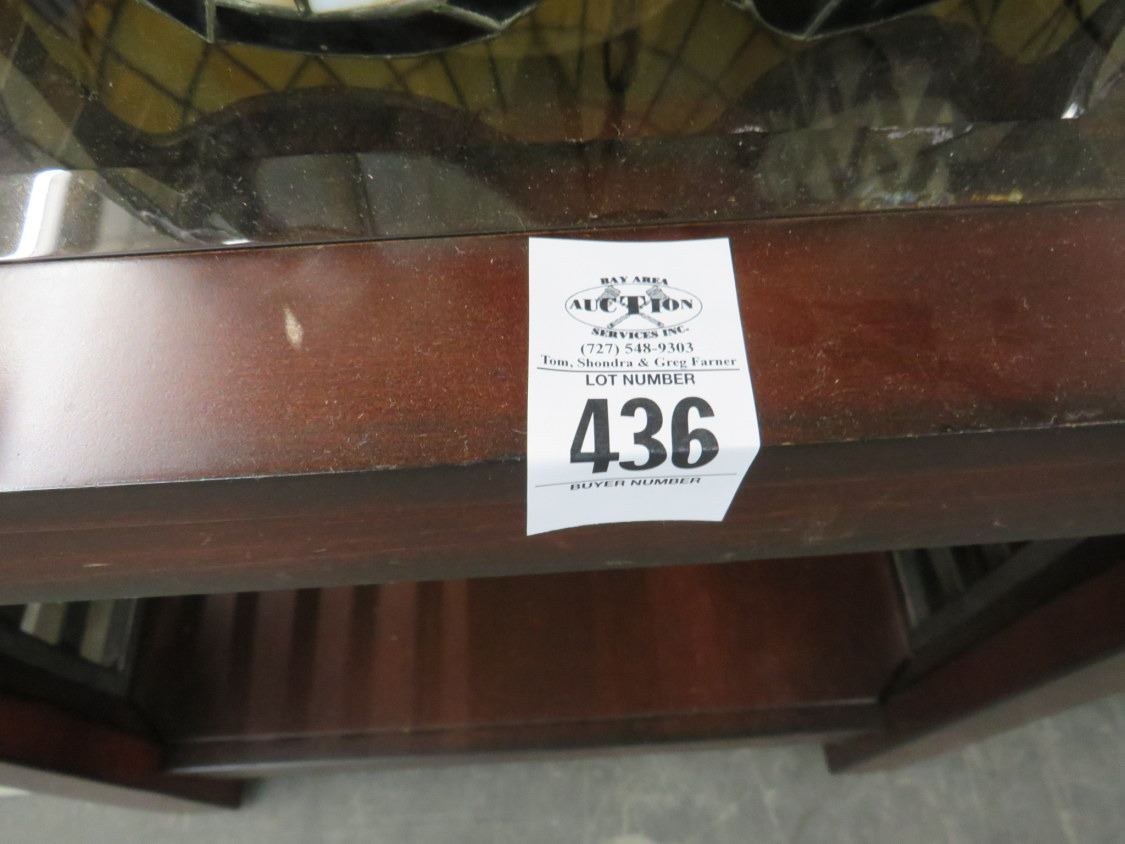 BAY AREA
AUCTION
SERVICES INC.
(727) 548-9303
Tom, Shondra & Greg Farner
LOT NUMBER
436
BUYER NUMBER